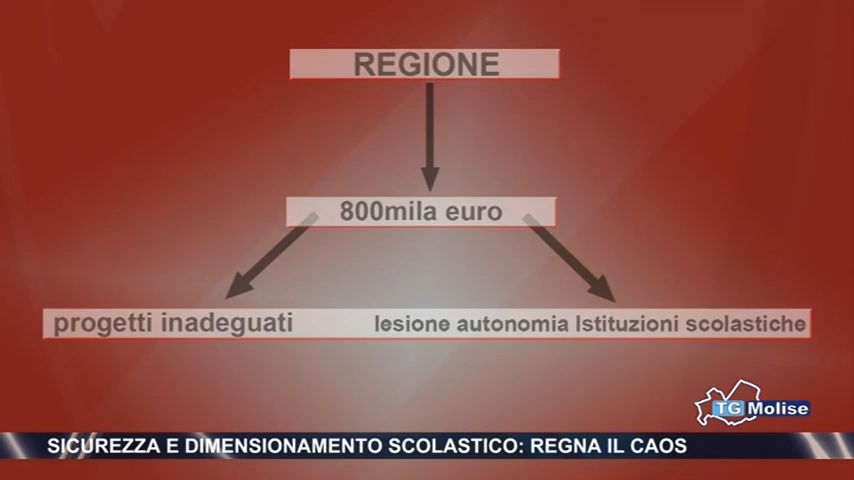 REGIONE
800mila euro
progetti inadeguati
lesione autonomia Istituzioni scolastiche
TG Molise
SICUREZZA E DIMENSIONAMENTO SCOLASTICO: REGNA IL CAOS